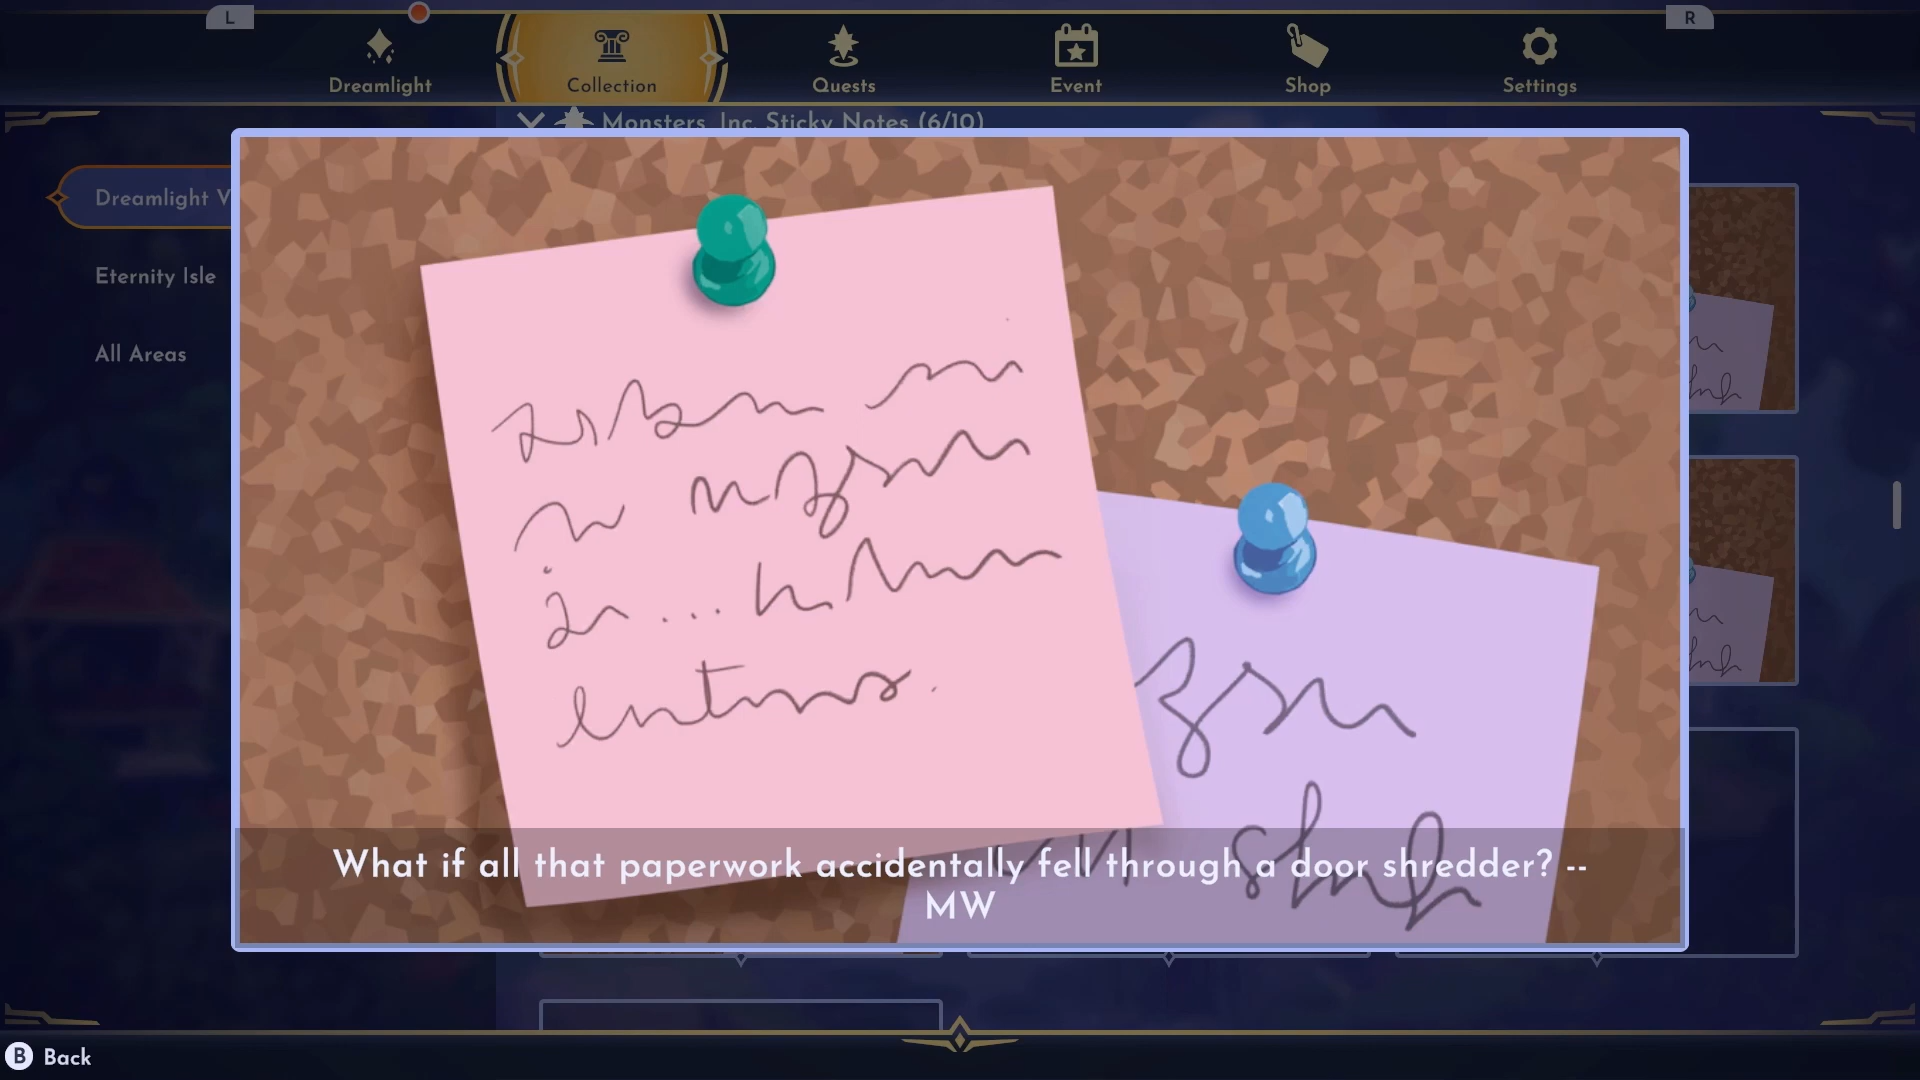 L
R
Dreamlight
Collection
Quests
Event
Shop
Settings
Monsters, Inc. Sticky Notes (6/10)
Dreamlight V
Eternity Isle
All Areas
What if all that paperwork accidentally fell through a door shredder? --
MW
B Back